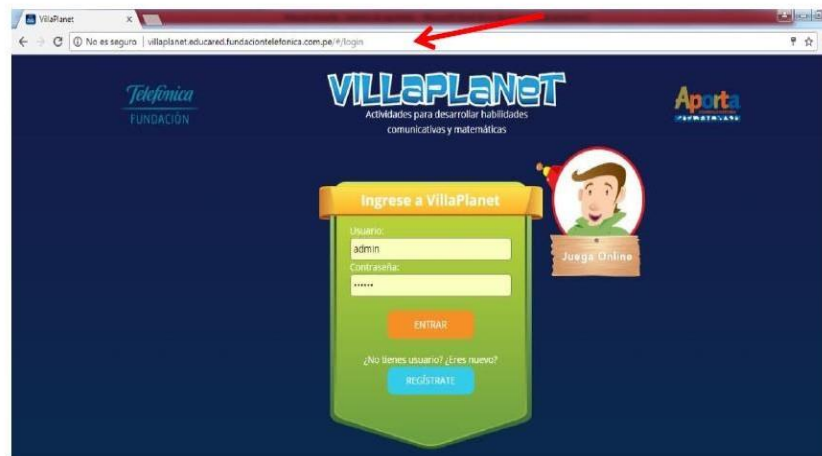 VillaPlanet
No es seguro | villaplanet.educared.fundaciontelefonica.com.pe/#/login
Telefónica
FUNDACIÓN
VILLAPLANET
Actividades para desarrollar habilidades
comunicativas y matemáticas
Aporta
Ingrese a VillaPlanet
Usuario:
admin
Contraseña:
••••••
Juega Online
ENTRAR
¿No tienes usuario? ¿Eres nuevo?
REGÍSTRATE